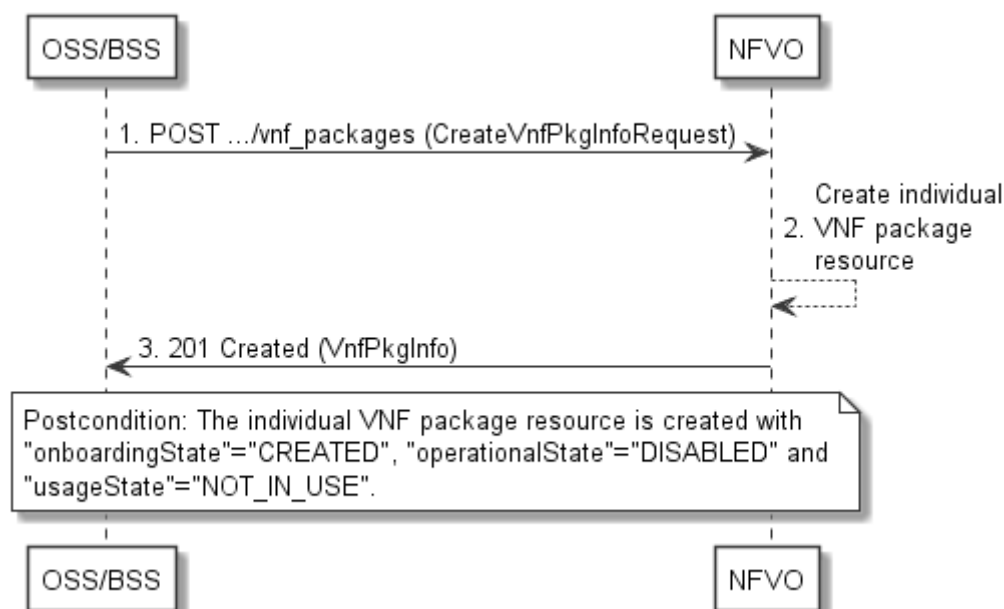 OSS/BSS
NFVO
1. POST .../vnf_packages (CreateVnfPkgInfoRequest)
Create individual
2. VNF package
resource
3. 201 Created (VnfPkgInfo)
Postcondition: The individual VNF package resource is created with
"onboardingState"="CREATED", "operationalState"="DISABLED" and
"usageState"="NOT_IN_USE".
OSS/BSS
NFVO